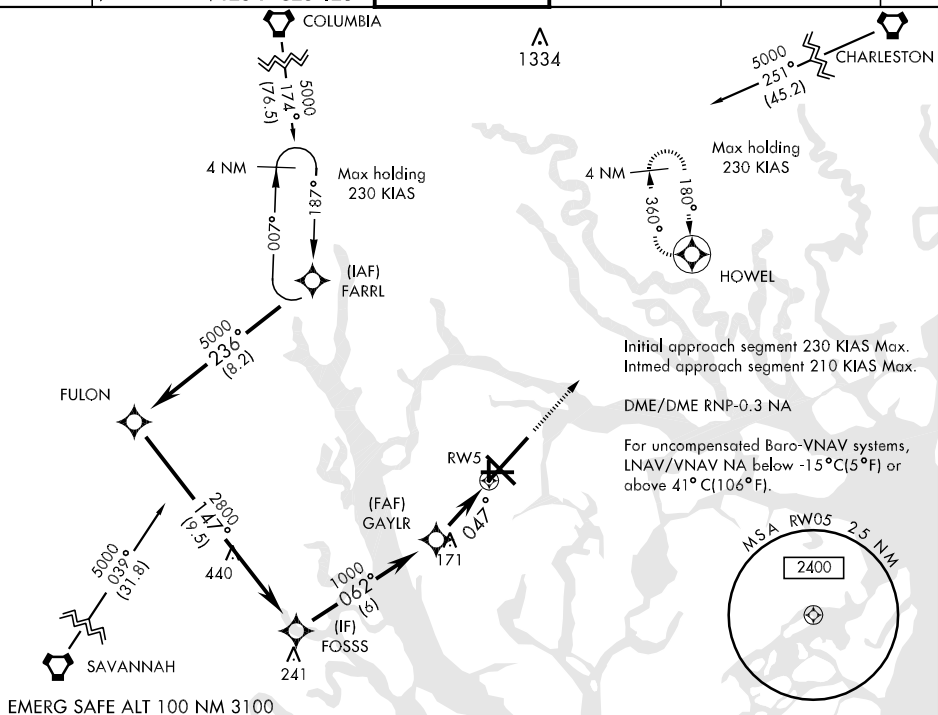 COLUMBIA
5000
174°
(76.5)
1334
CHARLESTON
5000
251°
(45.2)
4 NM
Max holding
230 KIAS
007°
187°
(IAF)
FARRL
4 NM
Max holding
230 KIAS
360°
180°
HOWEL
5000
236°
(8.2)
FULON
Initial approach segment 230 KIAS Max.
Intmed approach segment 210 KIAS Max.
DME/DME RNP-0.3 NA
For uncompensated Baro-VNAV systems,
LNAV/VNAV NA below -15°C(5°F) or
above 41°C(106°F).
RW5
(FAF)
GAYLR
047°
171
2800
147°
(9.5)
440
5000
039°
(31.8)
1000
062°
(6)
(IF)
FOSSS
241
SAVANNAH
MSA RW05 25 NM
2400
EMERG SAFE ALT 100 NM 3100